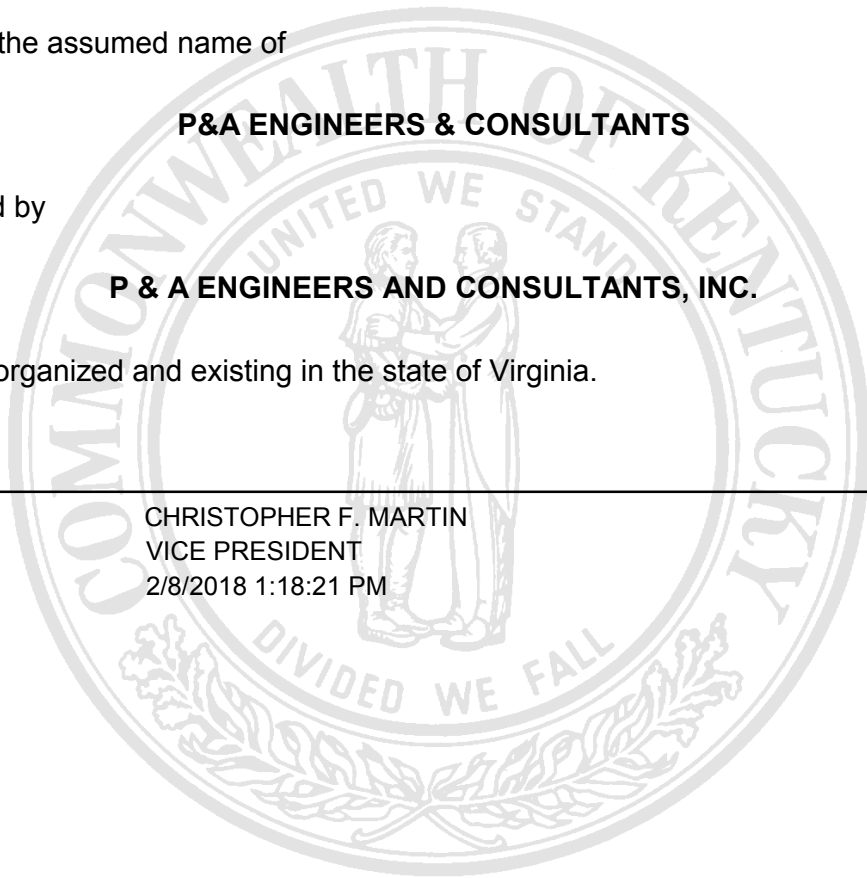 the assumed name of
P&A ENGINEERS & CONSULTANTS
d by
P & A ENGINEERS AND CONSULTANTS, INC.
organized and existing in the state of Virginia.
CHRISTOPHER F. MARTIN
VICE PRESIDENT
2/8/2018 1:18:21 PM
COMMONWEALTH OF KENTUCKY
UNITED WE STAND
DIVIDED WE FALL